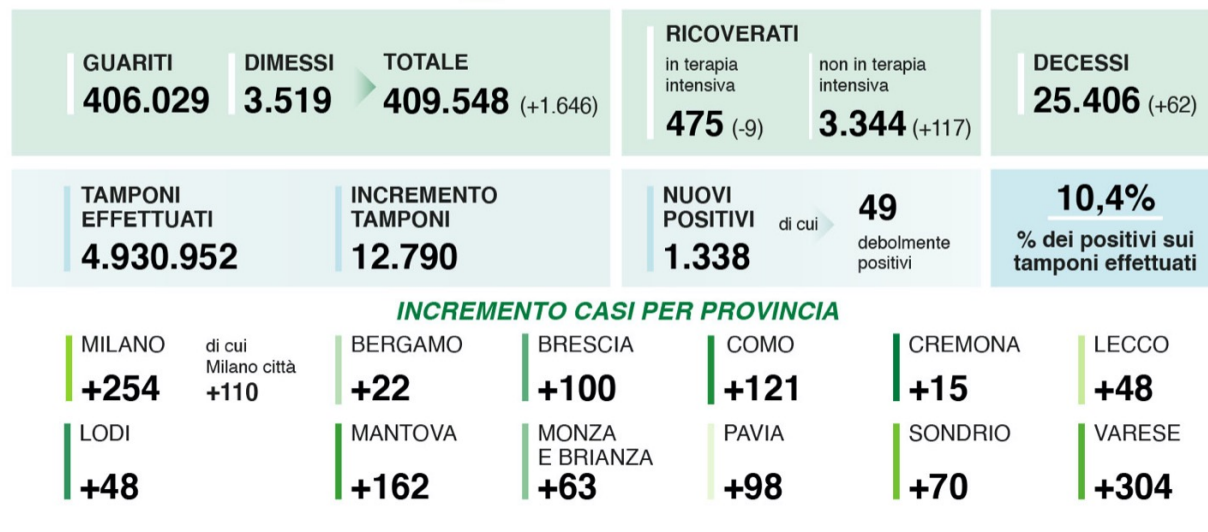 GUARITI
406.029
DIMESSI
3.519
TOTALE
409.548 (+1.646)
RICOVERATI
in terapia
intensiva
475 (-9)
non in terapia
intensiva
3.344 (+117)
DECESSI
25.406 (+62)
TAMPONI
EFFETTUATI
4.930.952
INCREMENTO
TAMPONI
12.790
NUOVI
POSITIVI
1.338
di cui
49
debolmente
positivi
10,4%
% dei positivi sui
tamponi effettuati
INCREMENTO CASI PER PROVINCIA
MILANO
+254
di cui
Milano città
+110
BERGAMO
+22
BRESCIA
+100
COMO
+121
CREMONA
+15
LECCO
+48
LODI
+48
MANTOVA
+162
MONZA
E BRIANZA
+63
PAVIA
+98
SONDRIO
+70
VARESE
+304